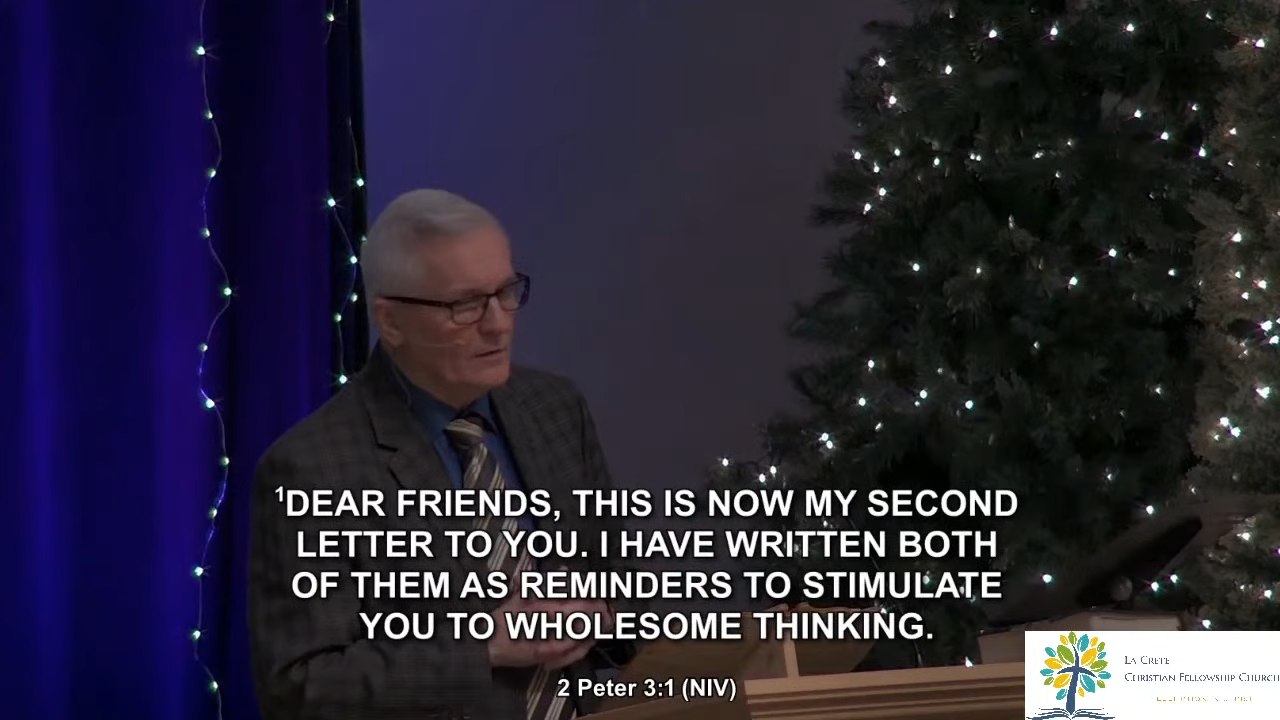 ¹DEAR FRIENDS, THIS IS NOW MY SECOND
LETTER TO YOU. I HAVE WRITTEN BOTH
OF THEM AS REMINDERS TO STIMULATE
YOU TO WHOLESOME THINKING.
2 Peter 3:1 (NIV)
LA CRETE
CHRISTIAN FELLOWSHIP CHURCH